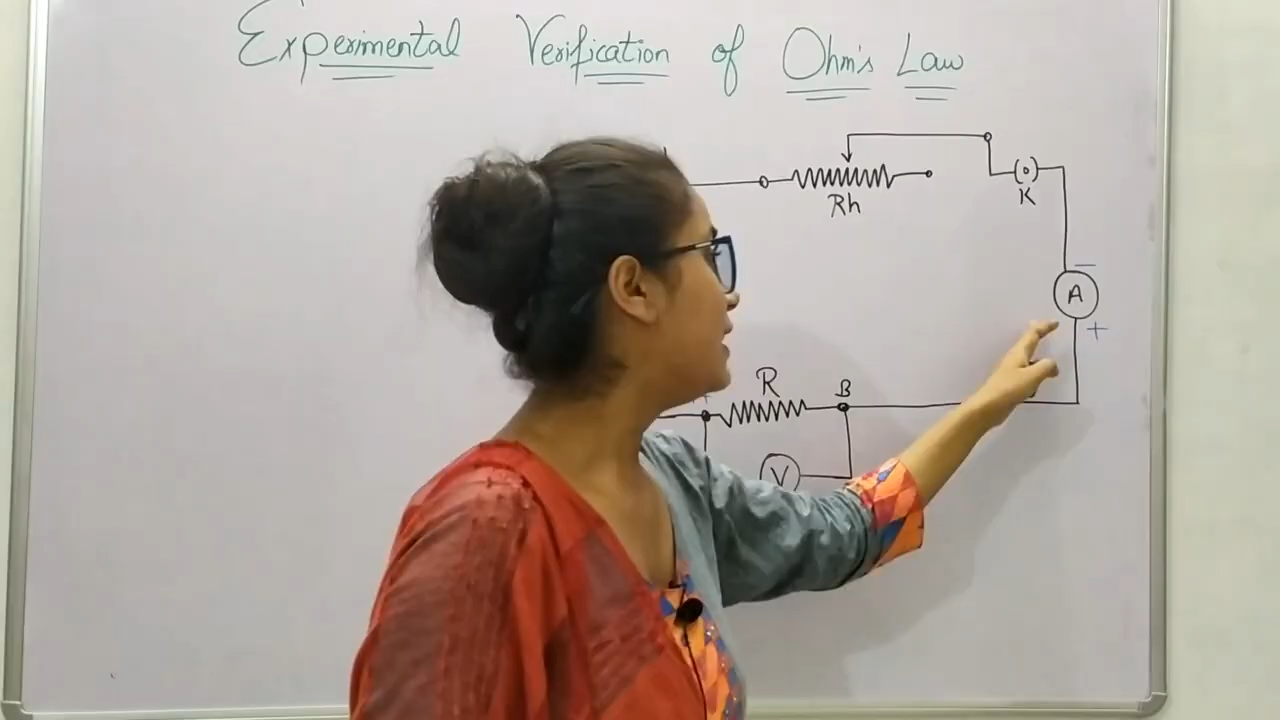 Experimental Verification of Ohm's Law
Rh
K
−
A
+
R
B
V